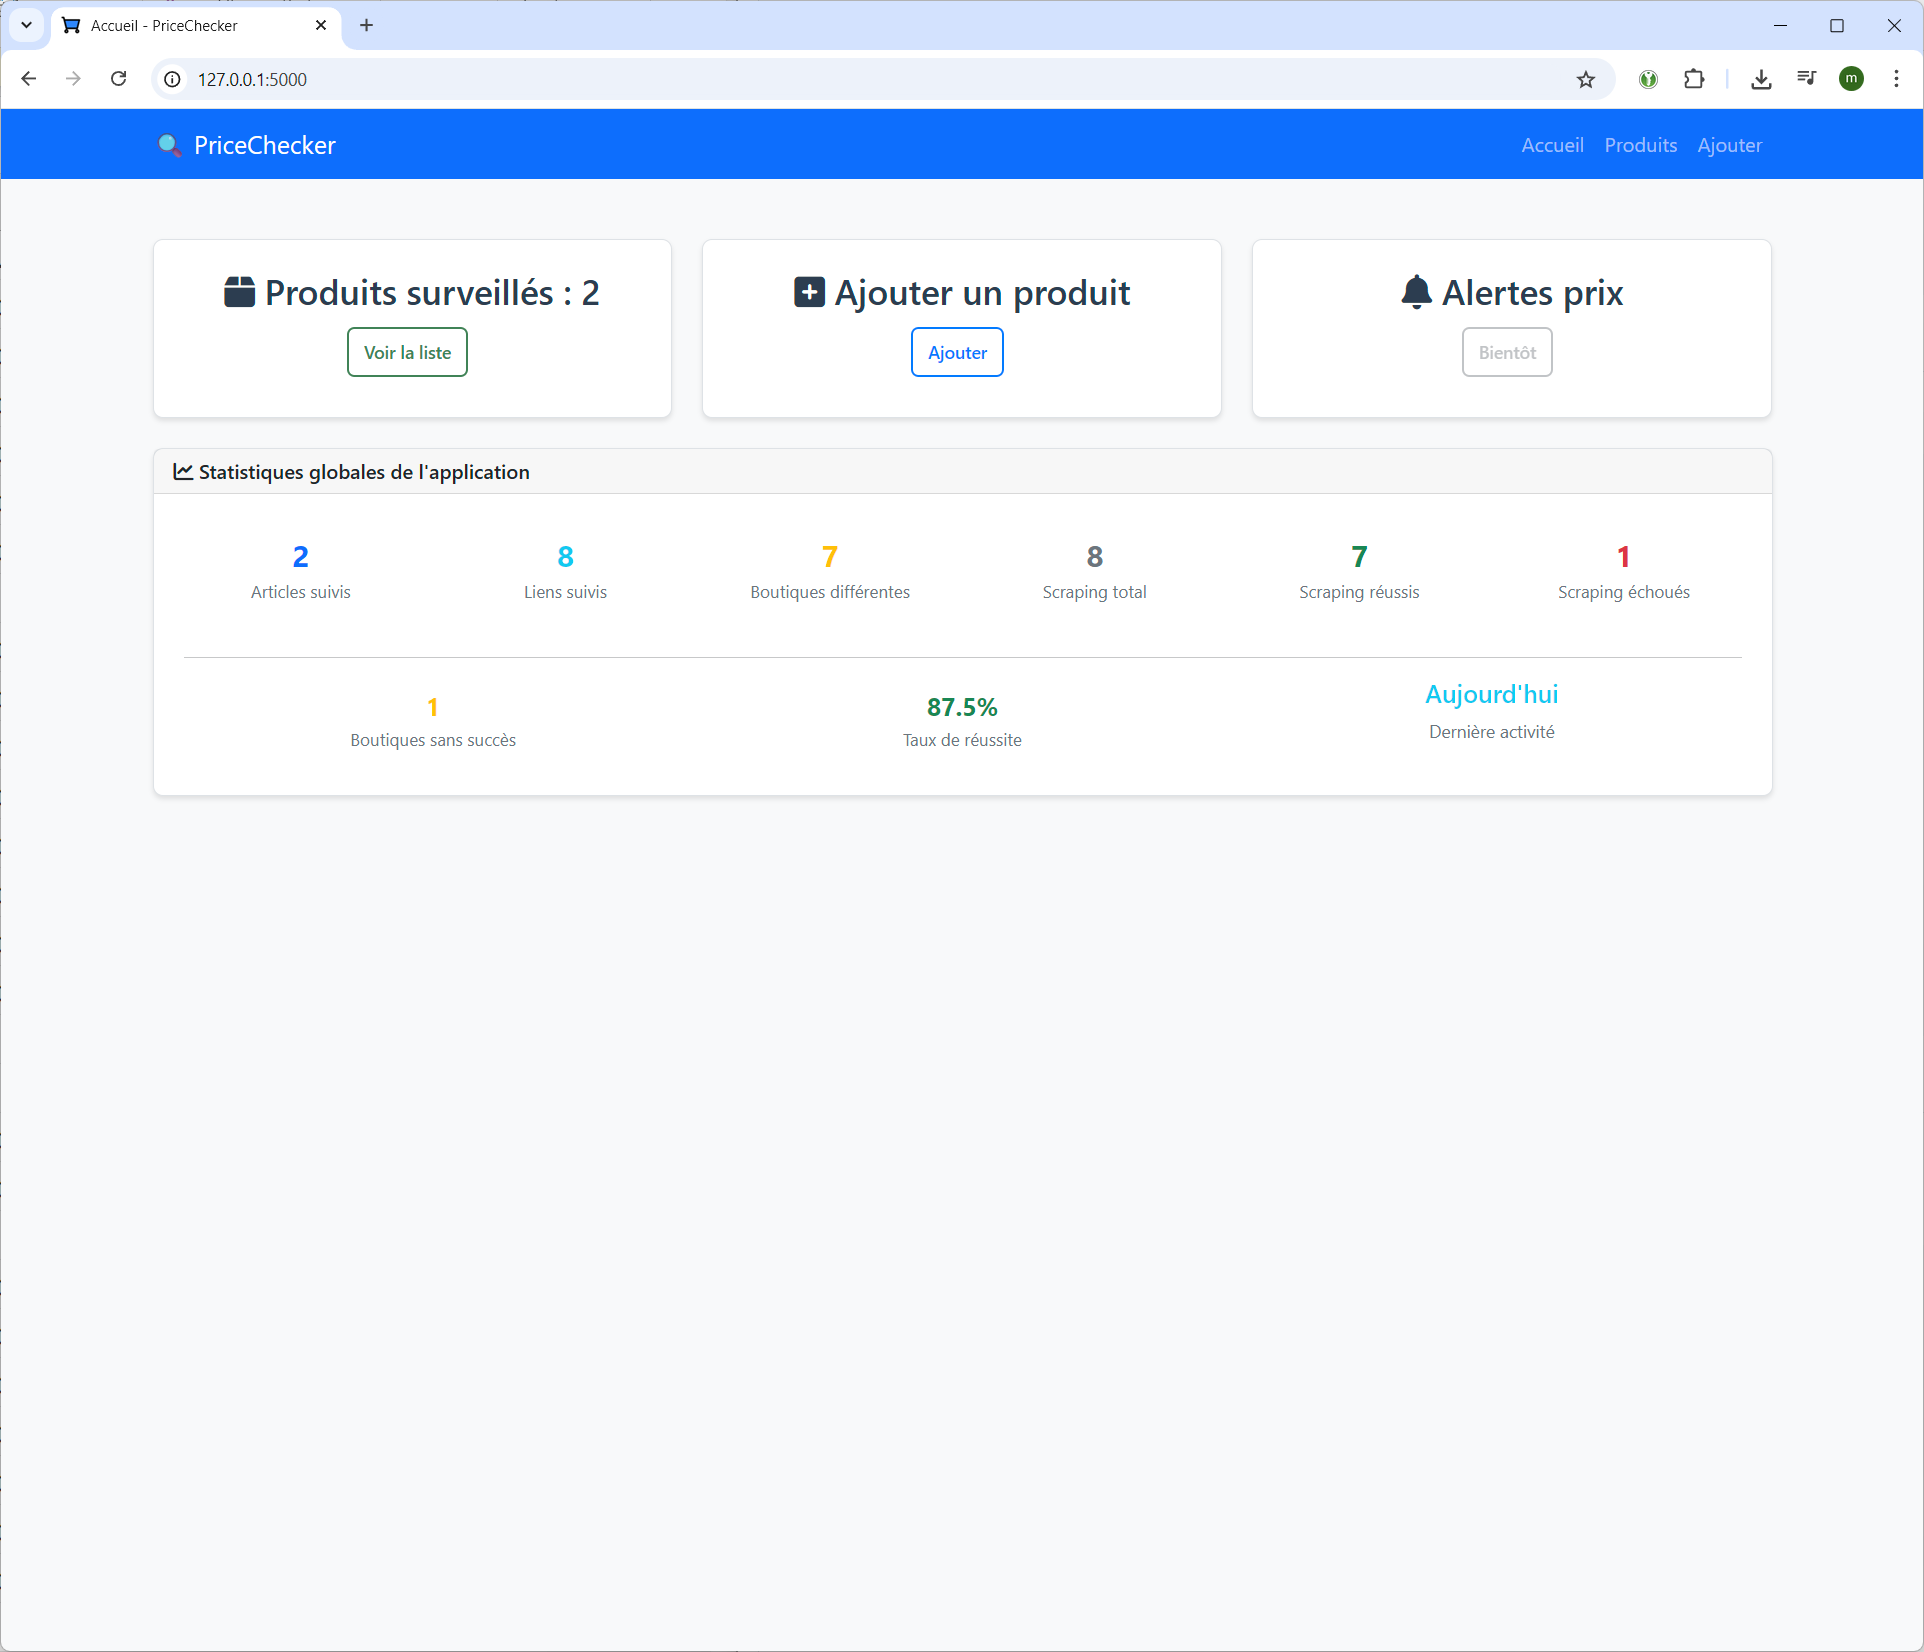 Accueil - PriceChecker
127.0.0.1:5000
m
PriceChecker
Accueil Produits Ajouter
Produits surveillés : 2
Voir la liste
Ajouter un produit
Ajouter
Alertes prix
Bientôt
Statistiques globales de l'application
2
Articles suivis
8
Liens suivis
7
Boutiques différentes
8
Scraping total
7
Scraping réussis
1
Scraping échoués
1
Boutiques sans succès
87.5%
Taux de réussite
Aujourd'hui
Dernière activité